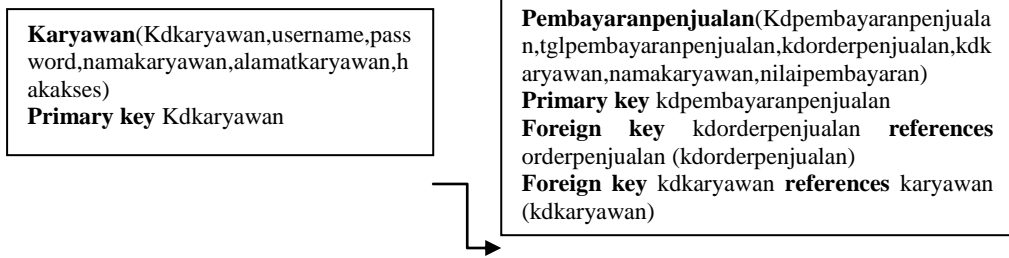 Karyawan(Kdkaryawan,username,pass
word,namakaryawan,alamatkaryawan,h
akakses)
Primary key Kdkaryawan
Pembayaranpenjualan(Kdpembayaranpenjuala
n,tglpembayaranpenjualan,kdorderpenjualan,kdk
aryawan,namakaryawan,nilaipembayaran)
Primary key kdpembayaranpenjualan
Foreign key kdorderpenjualan references
orderpenjualan (kdorderpenjualan)
Foreign key kdkaryawan references karyawan
(kdkaryawan)